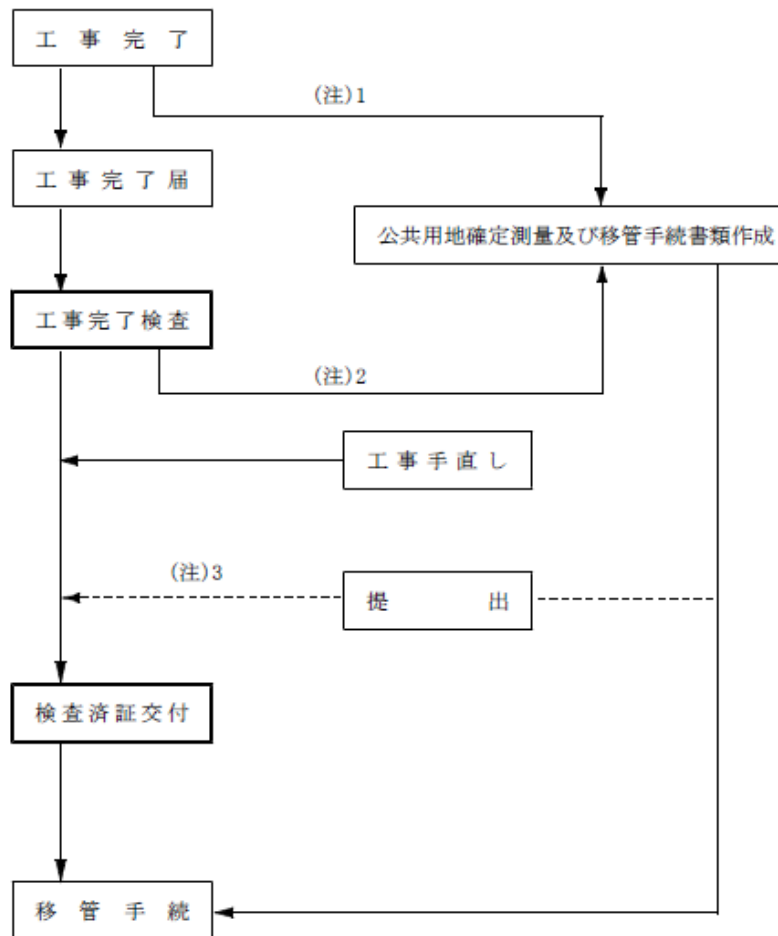 工事完了
(注)1
工事完了届
公共用地確定測量及び移管手続書類作成
工事完了検査
(注)2
工事手直し
(注)3
提出
検査済証交付
移管手続